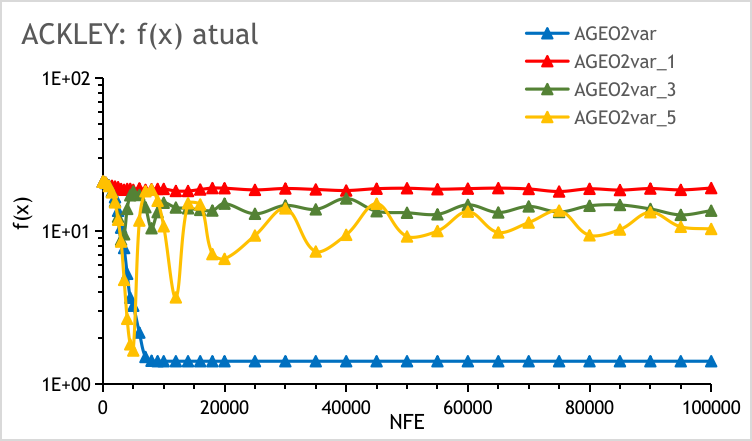 ACKLEY: f(x) atual
AGEO2var
AGEO2var_1
AGEO2var_3
AGEO2var_5
1E+02
1E+01
1E+00
f(x)
0 20000 40000 60000 80000 100000
NFE